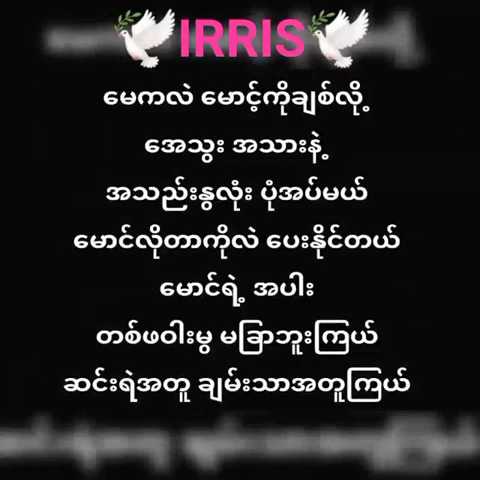 IRRIS
မေကလဲ မောင့်ကိုချစ်လို့
အေသွး အသားနဲ့
အသည်းနွလုံး ပုံအပ်မယ်
မောင်လိုတာကိုလဲ ပေးနိုင်တယ်
မောင်ရဲ့ အပါး
တစ်ဖဝါးမွ မခြာဘူးကြယ်
ဆင်းရဲအတူ ချမ်းသာအတူကြယ်